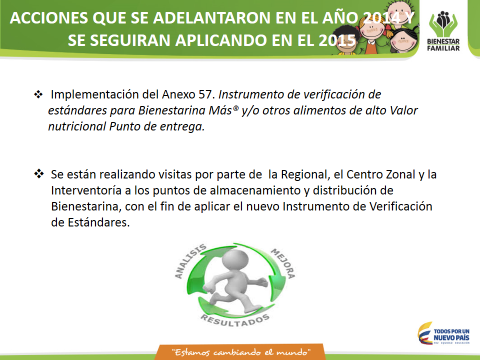 ACCIONES QUE SE ADELANTARON EN EL AÑO 2014 Y
SE SEGUIRAN APLICANDO EN EL 2015
BIENESTAR
FAMILIAR
❖ Implementación del Anexo 57. Instrumento de verificación de
estándares para Bienestarina Más® y/o otros alimentos de alto Valor
nutricional Punto de entrega.
❖ Se están realizando visitas por parte de la Regional, el Centro Zonal y la
Interventoría a los puntos de almacenamiento y distribución de
Bienestarina, con el fin de aplicar el nuevo Instrumento de Verificación
de Estándares.
ANALISIS
MEJORA
RESULTADOS
"Estamos cambiando el mundo"
TODOS POR UN
NUEVO PAÍS
PAZ EQUIDAD EDUCACIÓN